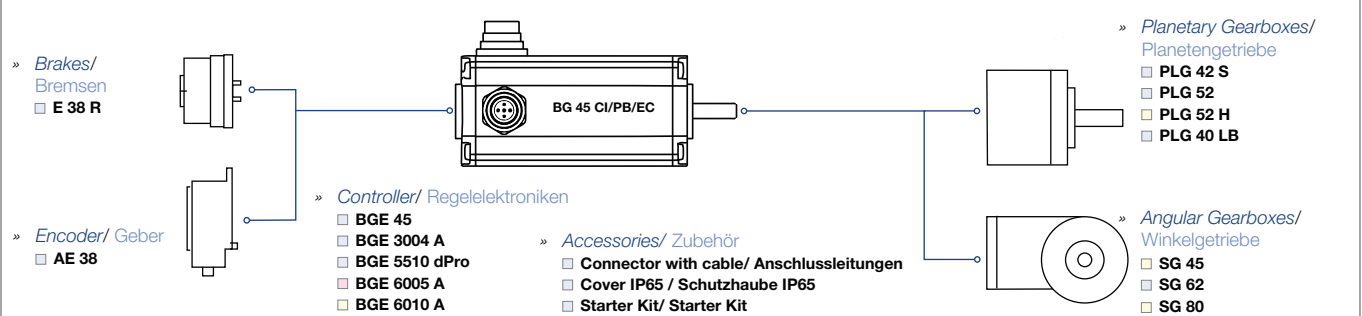 » Brakes/
Bremsen
E 38 R
» Encoder/ Geber
AE 38
BG 45 CI/PB/EC
» Controller/ Regelelektroniken
BGE 45
BGE 3004 A
BGE 5510 dPro
BGE 6005 A
BGE 6010 A
» Accessories/ Zubehör
Connector with cable/ Anschlussleitungen
Cover IP65 / Schutzhaube IP65
Starter Kit/ Starter Kit
» Planetary Gearboxes/
Planetengetriebe
PLG 42 S
PLG 52
PLG 52 H
PLG 40 LB
» Angular Gearboxes/
Winkelgetriebe
SG 45
SG 62
SG 80